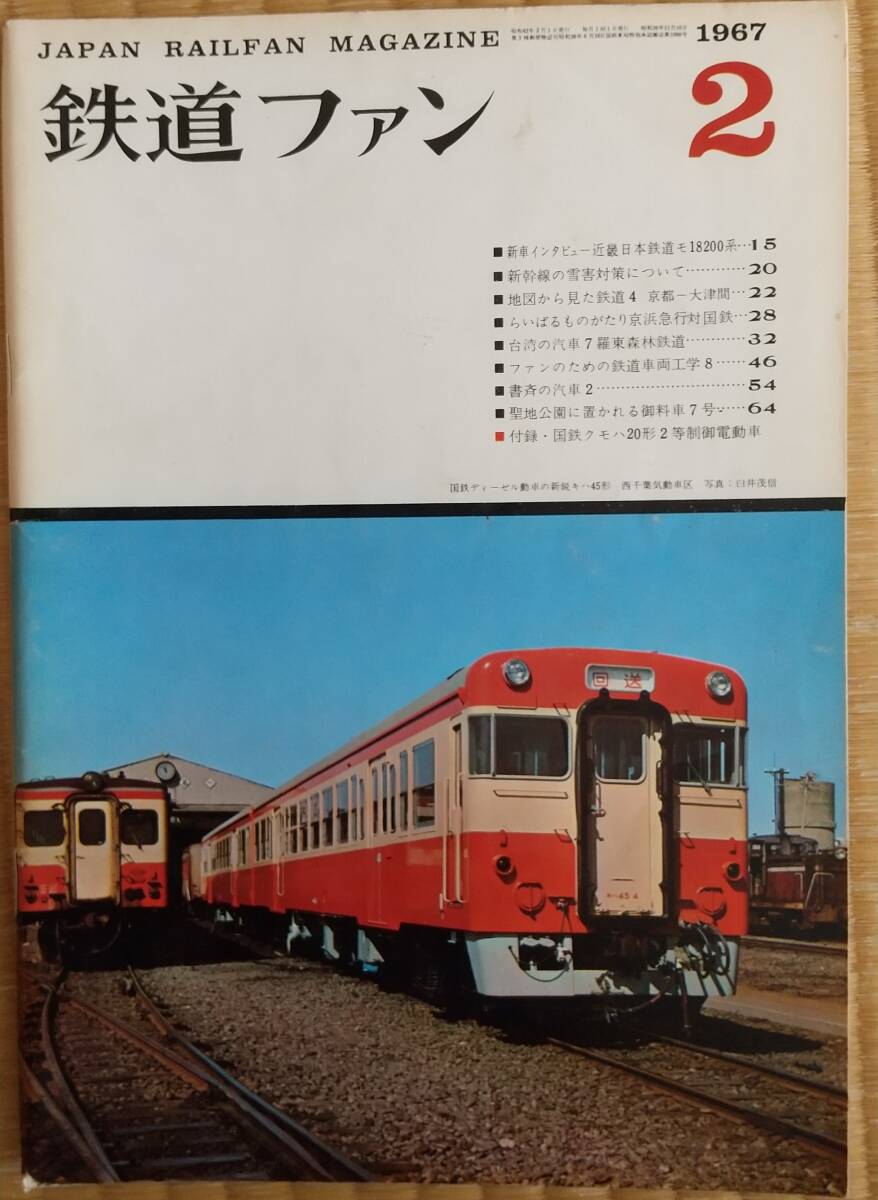 JAPAN RAILFAN MAGAZINE
1967
鉄道ファン
2
■新車インタビュー近畿日本鉄道モ18200系…15
■新幹線の雪害対策について…………20
■地図から見た鉄道4 京都－大津間…22
■らいばるものがたり京浜急行対国鉄…28
■台湾の汽車7羅東森林鉄道…………32
■ファンのための鉄道車両工学8……46
■書斉の汽車2………………………54
■聖地公園に置かれる御料車7号……64
■付録・国鉄クモハ20形2等制御電動車
国鉄ディーゼル動車の新鋭キハ45形 西千葉気動車区 写真：臼井茂信
回送
45 4